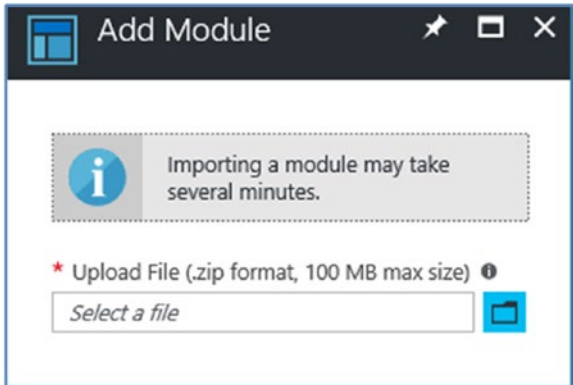 Add Module
Importing a module may take
several minutes.
* Upload File (.zip format, 100 MB max size)
Select a file